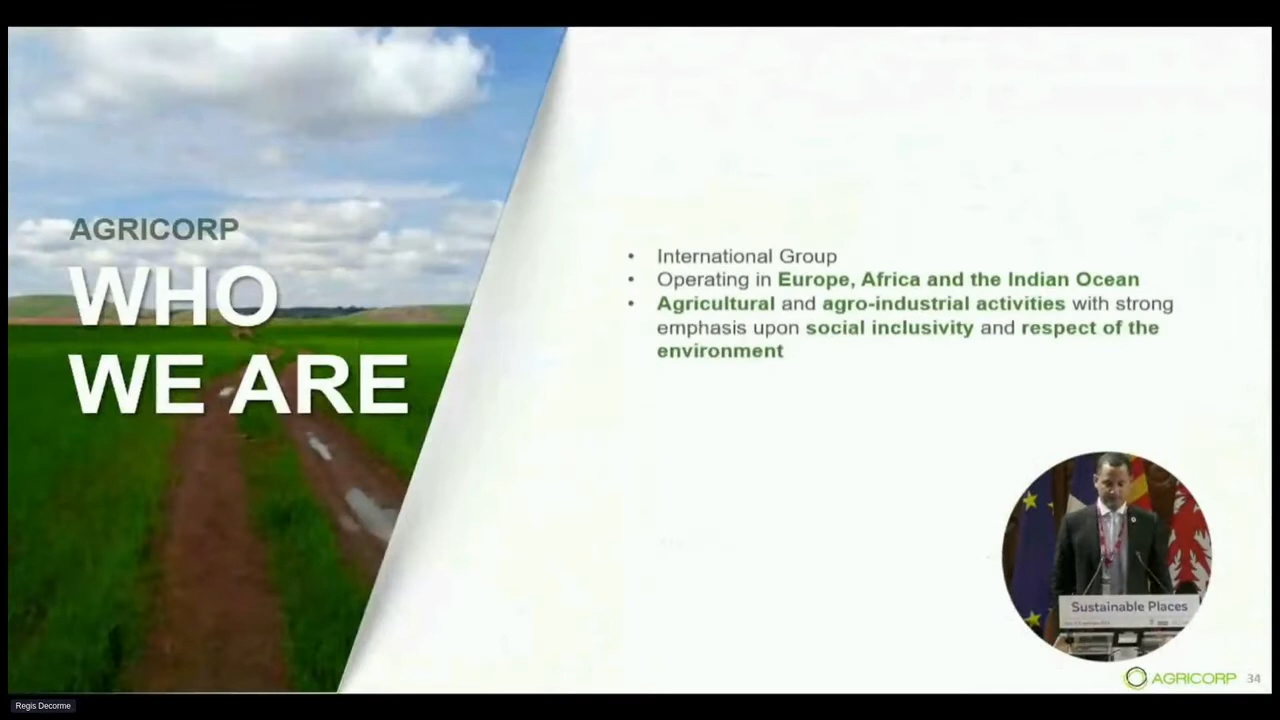 AGRICORP
WHO
WE ARE
• International Group
• Operating in Europe, Africa and the Indian Ocean
• Agricultural and agro-industrial activities with strong
emphasis upon social inclusivity and respect of the
environment
Sustainable Places
AGRICORP 34
Regis Decorme